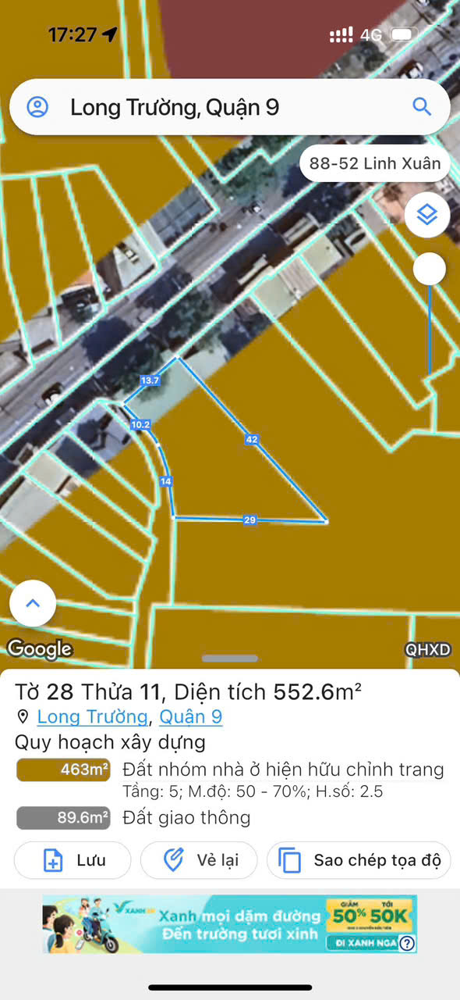 17:27
4G
Long Trường, Quận 9
88-52 Linh Xuân
13.7
10.2
42
14
29
Google
QHXD
Tờ 28 Thửa 11, Diện tích 552.6m²
Long Trường, Quận 9
Quy hoạch xây dựng
463m² Đất nhóm nhà ở hiện hữu chỉnh trang
Tầng: 5; M.độ: 50 - 70%; H.số: 2.5
89.6m² Đất giao thông
Lưu
Vẻ lại
Sao chép tọa độ
Xanh mọi dặm đường
Đến trường tươi xinh
GIẢM 50%
TỚI 50K
ĐI XANH NGAY